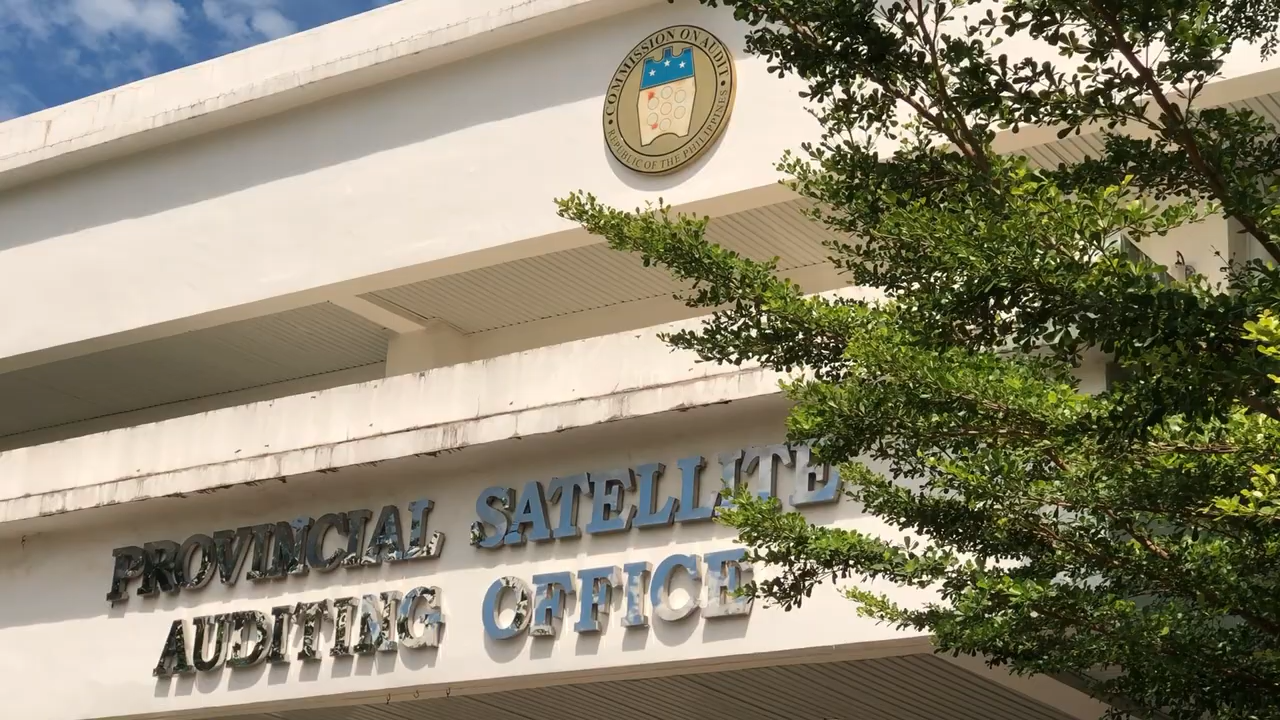 COMMISSION ON AUDIT
REPUBLIC OF THE PHILIPPINES
PROVINCIAL SATELLITE
AUDITING OFFICE